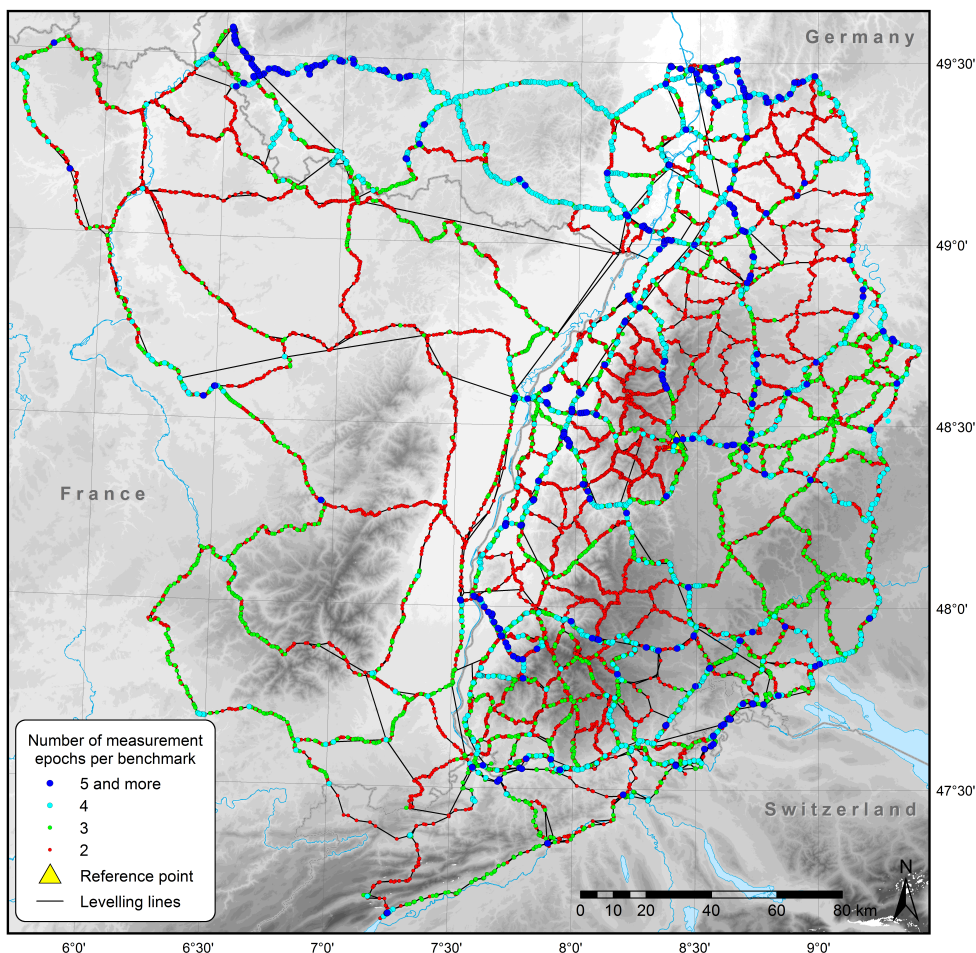 Germany
49°30'
49°0'
48°30'
France
48°0'
Number of measurement
epochs per benchmark
5 and more
4
3
2
Reference point
Levelling lines
47°30'
Switzerland
N
0 10 20 40 60 80 km
6°0' 6°30' 7°0' 7°30' 8°0' 8°30' 9°0'